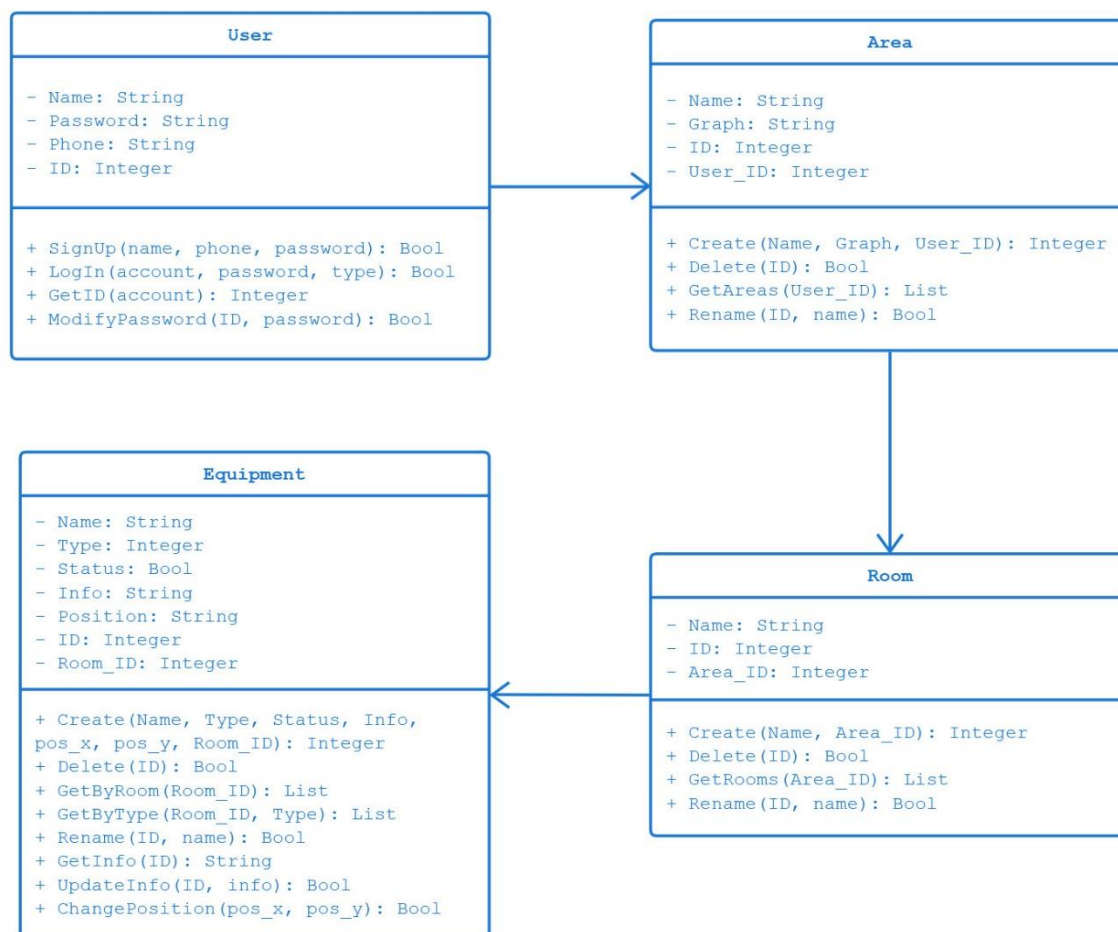 User
- Name: String
- Password: String
- Phone: String
- ID: Integer
+ SignUp(name, phone, password): Bool
+ LogIn(account, password, type): Bool
+ GetID(account): Integer
+ ModifyPassword(ID, password): Bool
Area
- Name: String
- Graph: String
- ID: Integer
- User_ID: Integer
+ Create(Name, Graph, User_ID): Integer
+ Delete(ID): Bool
+ GetAreas(User_ID): List
+ Rename(ID, name): Bool
Equipment
- Name: String
- Type: Integer
- Status: Bool
- Info: String
- Position: String
- ID: Integer
- Room_ID: Integer
+ Create(Name, Type, Status, Info,
pos_x, pos_y, Room_ID): Integer
+ Delete(ID): Bool
+ GetByRoom(Room_ID): List
+ GetByType(Room_ID, Type): List
+ Rename(ID, name): Bool
+ GetInfo(ID): String
+ UpdateInfo(ID, info): Bool
+ ChangePosition(pos_x, pos_y): Bool
Room
- Name: String
- ID: Integer
- Area_ID: Integer
+ Create(Name, Area_ID): Integer
+ Delete(ID): Bool
+ GetRooms(Area_ID): List
+ Rename(ID, name): Bool